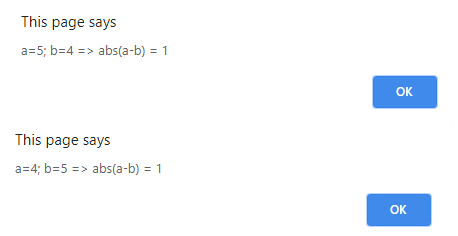 This page says
a=5; b=4 => abs(a-b) = 1
OK
This page says
a=4; b=5 => abs(a-b) = 1
OK